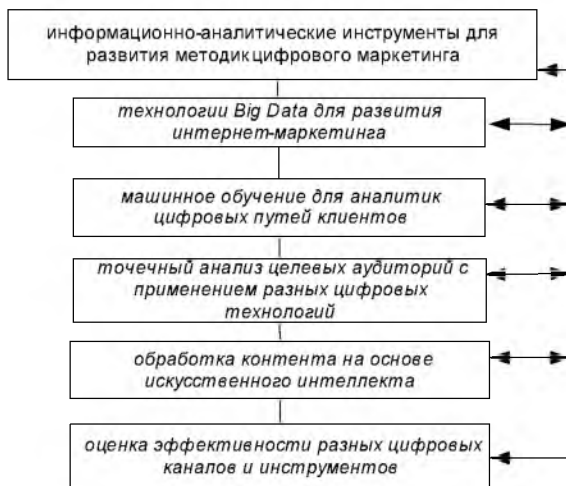 информационно-аналитические инструменты для
развития методик цифрового маркетинга
технологии Big Data для развития
интернет-маркетинга
машинное обучение для аналитик
цифровых путей клиентов
точечный анализ целевых аудиторий с
применением разных цифровых
технологий
обработка контента на основе
искусственного интеллекта
оценка эффективности разных цифровых
каналов и инструментов